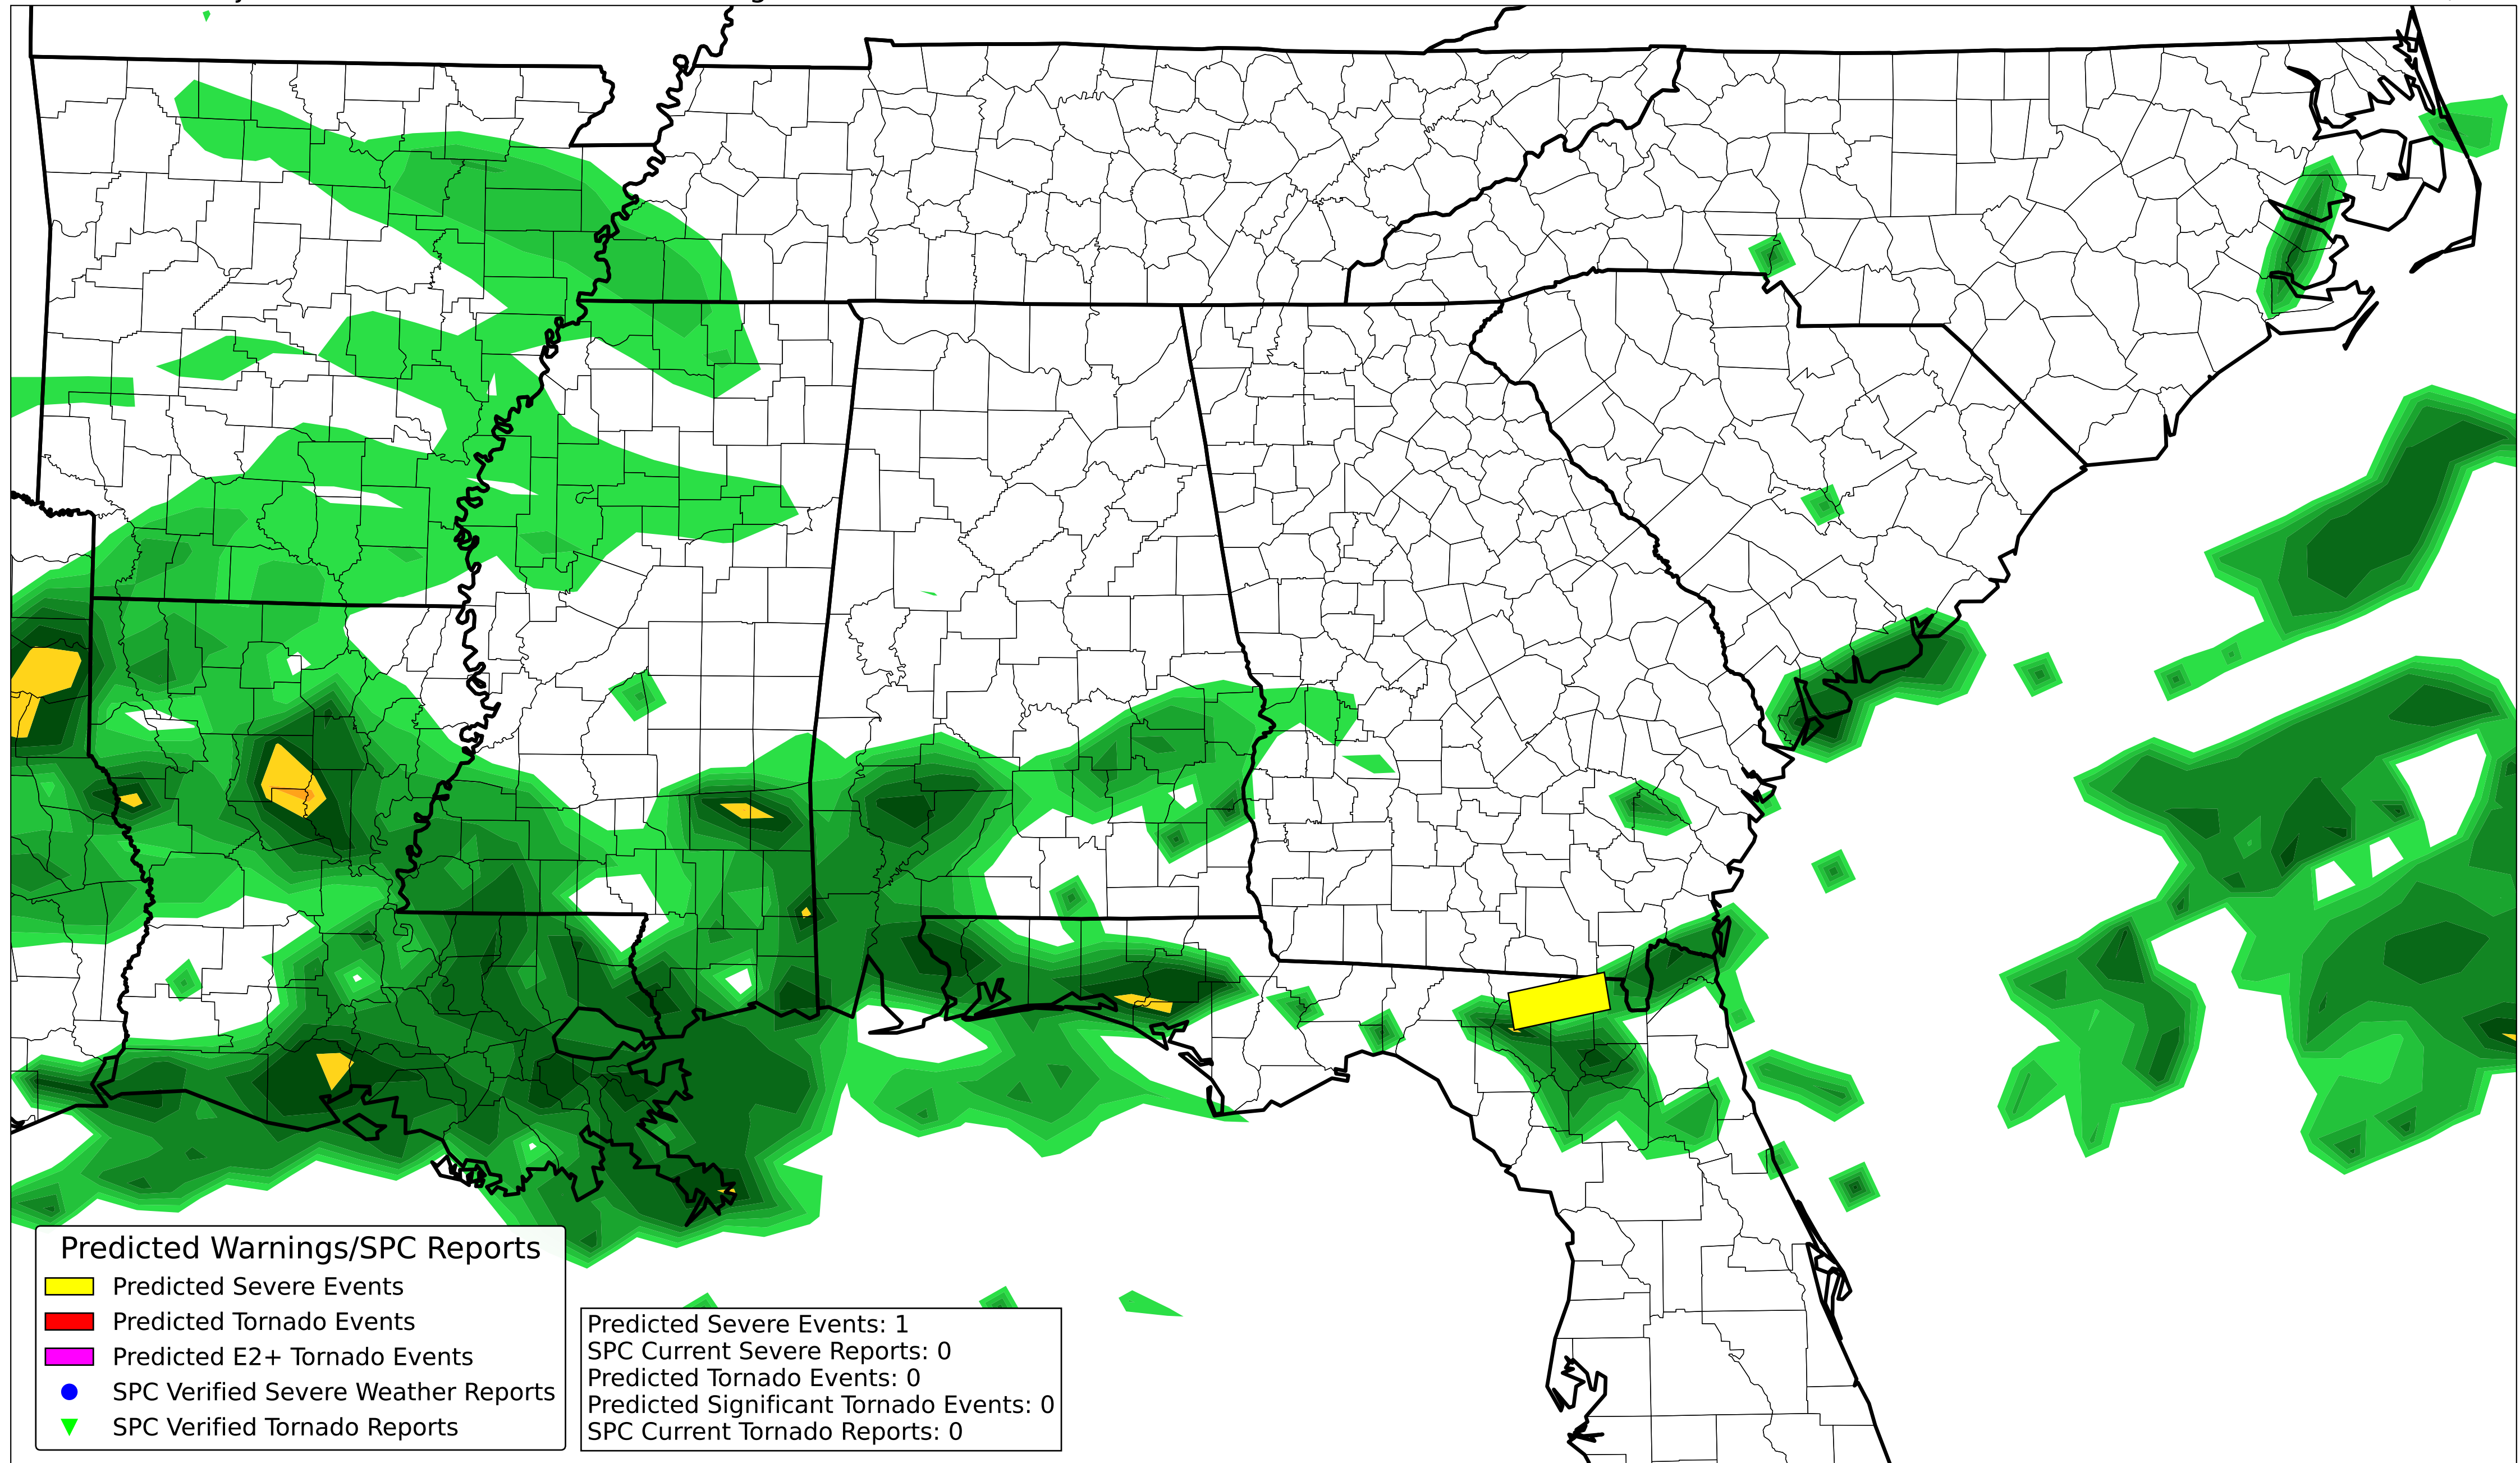 Predicted Warnings/SPC Reports
Predicted Severe Events
Predicted Tornado Events
Predicted E2+ Tornado Events
SPC Verified Severe Weather Reports
SPC Verified Tornado Reports
Predicted Severe Events: 1
SPC Current Severe Reports: 0
Predicted Tornado Events: 0
Predicted Significant Tornado Events: 0
SPC Current Tornado Reports: 0